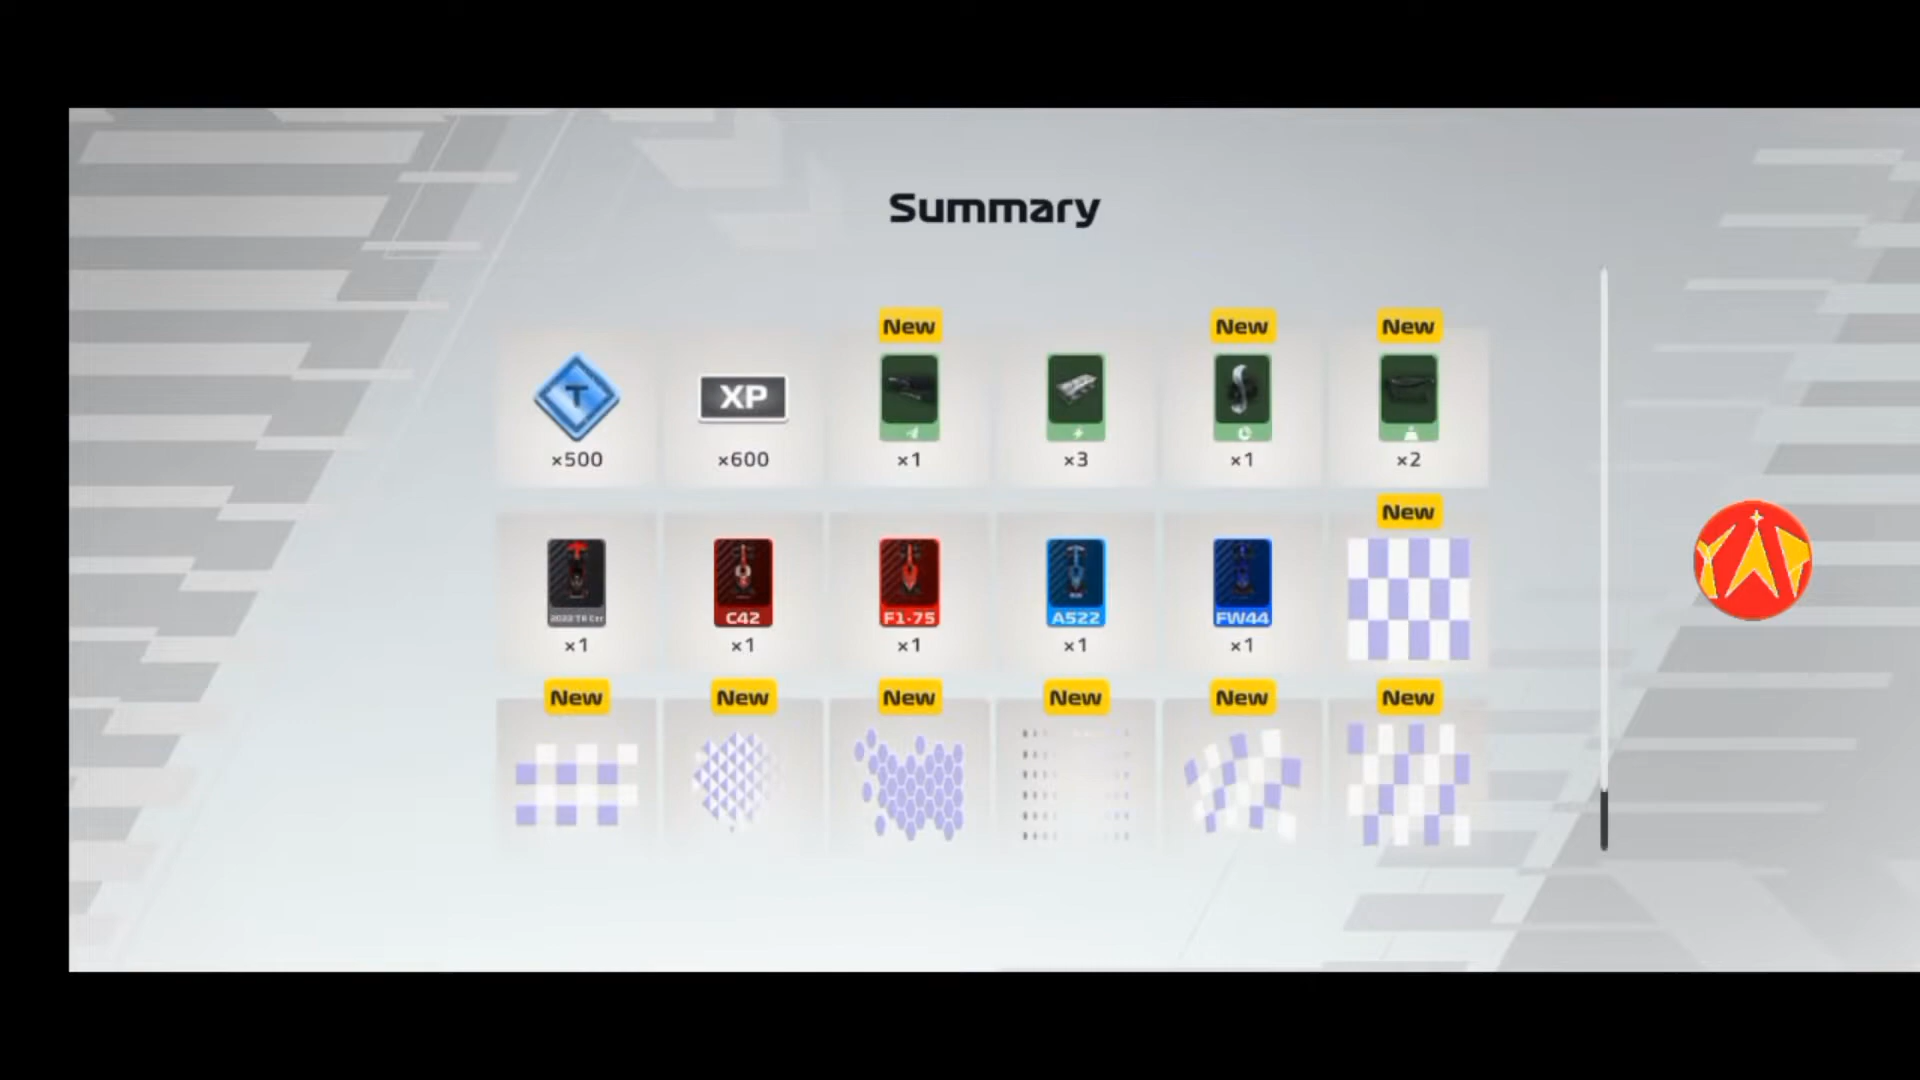 Summary
New New New
T XP
×500 ×600 ×1 ×3 ×1 ×2
New
C42 F1-75 A522 FW44
×1 ×1 ×1 ×1 ×1
New New New New New New
YAP